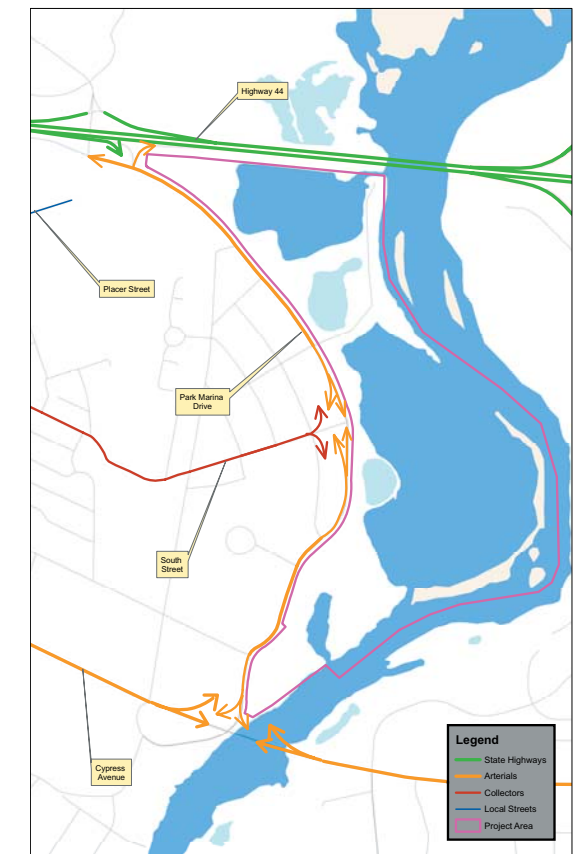 Highway 44
Placer Street
Park Marina
Drive
South
Street
Cypress
Avenue
Legend
State Highways
Arterials
Collectors
Local Streets
Project Area